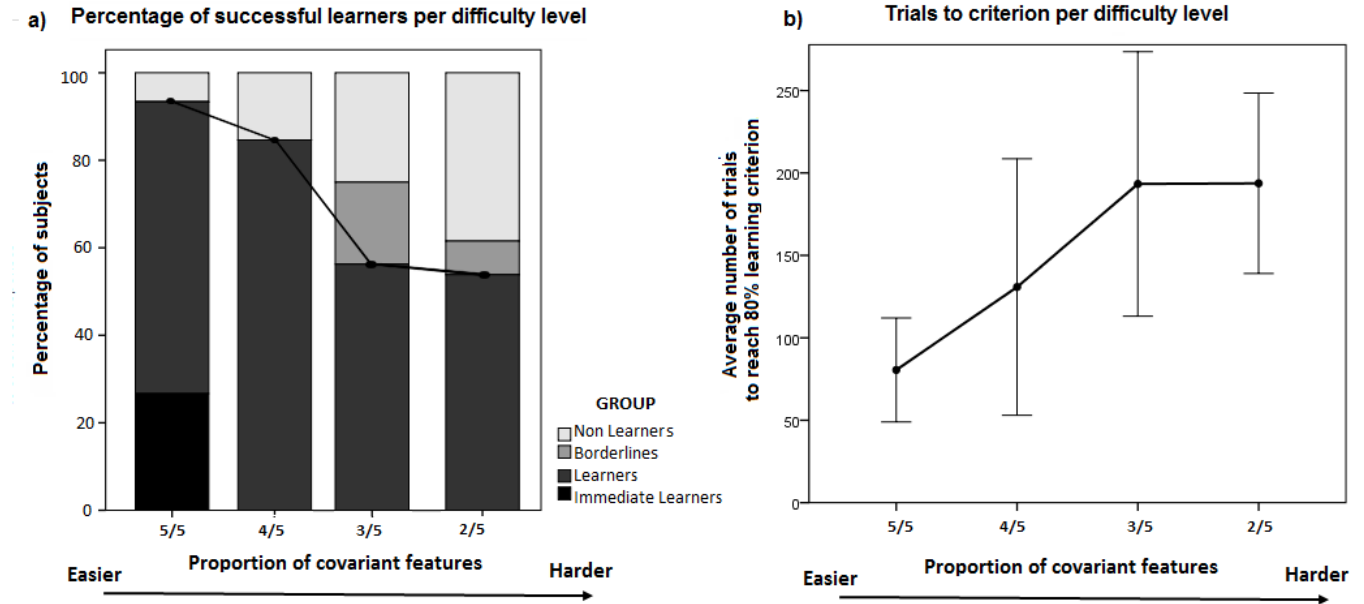 a) Percentage of successful learners per difficulty level
Percentage of subjects
100
80
60
40
20
0
5/5 4/5 3/5 2/5
Proportion of covariant features
Easier Harder
GROUP
Non Learners
Borderlines
Learners
Immediate Learners
b) Trials to criterion per difficulty level
Average number of trials
to reach 80% learning criterion
250
200
150
100
50
0
5/5 4/5 3/5 2/5
Proportion of covariant features
Easier Harder